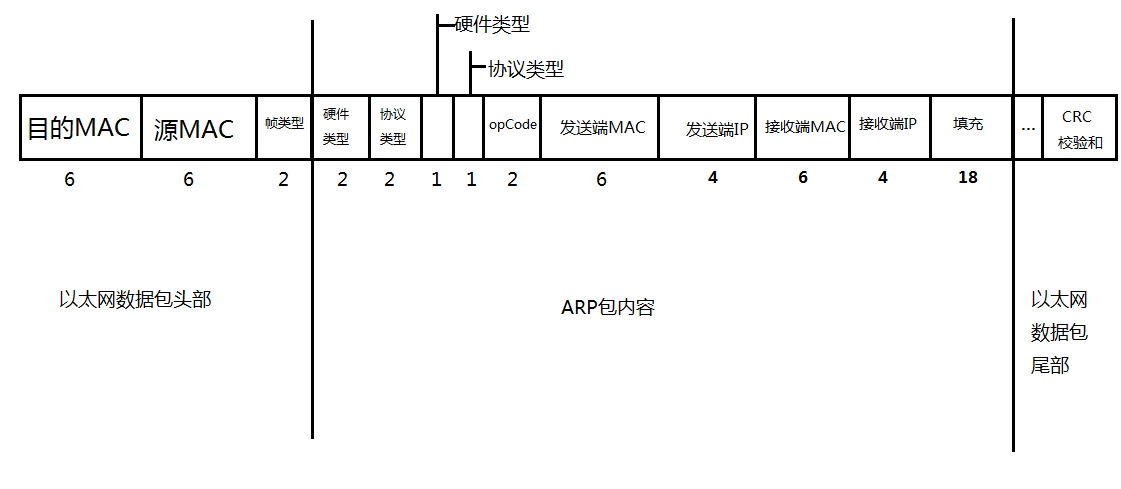 硬件类型
协议类型
目的MAC
源MAC
帧类型
硬件
类型
协议
类型
opCode
发送端MAC
发送端IP
接收端MAC
接收端IP
填充
...
CRC
校验和
6
6
2
2
2
1
1
2
6
4
6
4
18
以太网数据包头部
ARP包内容
以太网
数据包
尾部